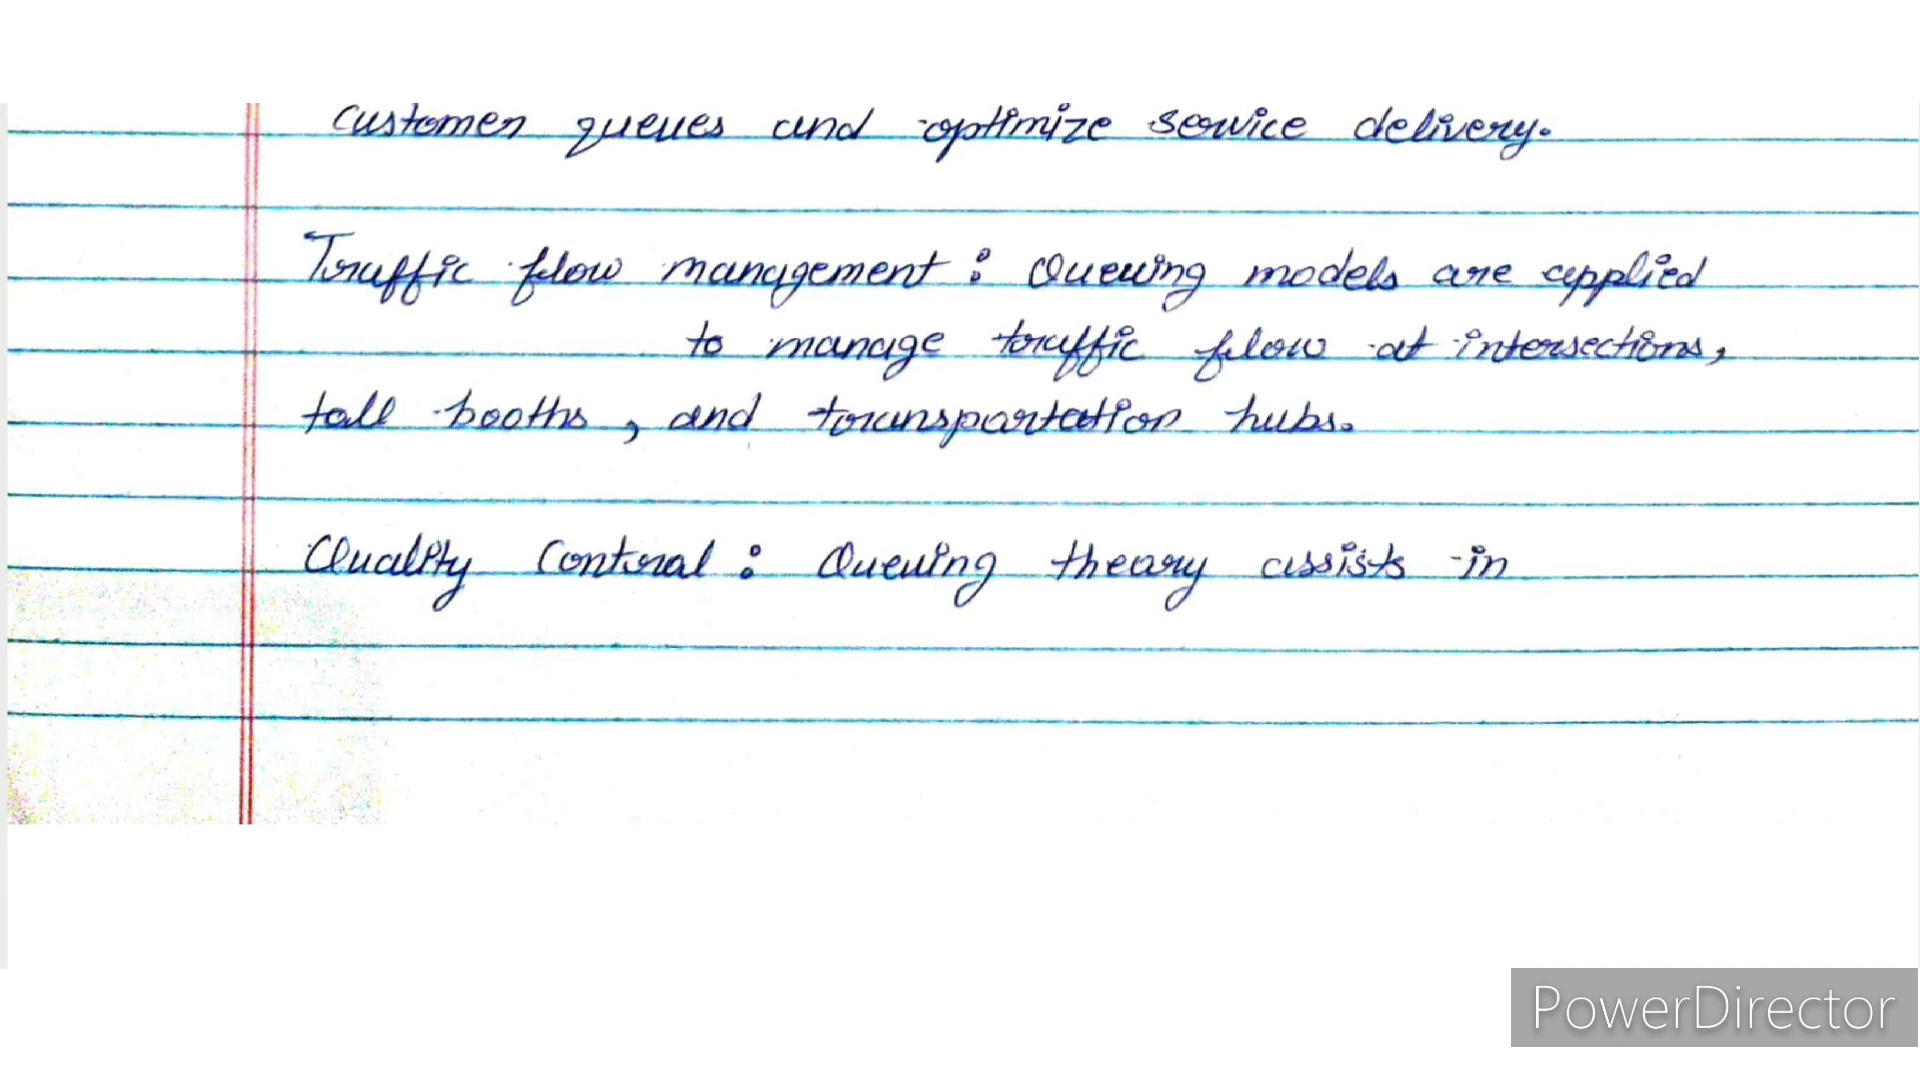 customer queues and optimize service delivery.
Traffic flow management : Queuing models are applied
to manage traffic flow at intersections,
toll booths, and transportation hubs.
Quality Control : Queuing theory assists in
PowerDirector